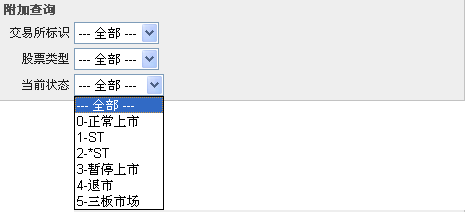 附加查询
交易所标识 --- 全部 ---
股票类型 --- 全部 ---
当前状态 --- 全部 ---
--- 全部 ---
0-正常上市
1-ST
2-*ST
3-暂停上市
4-退市
5-三板市场